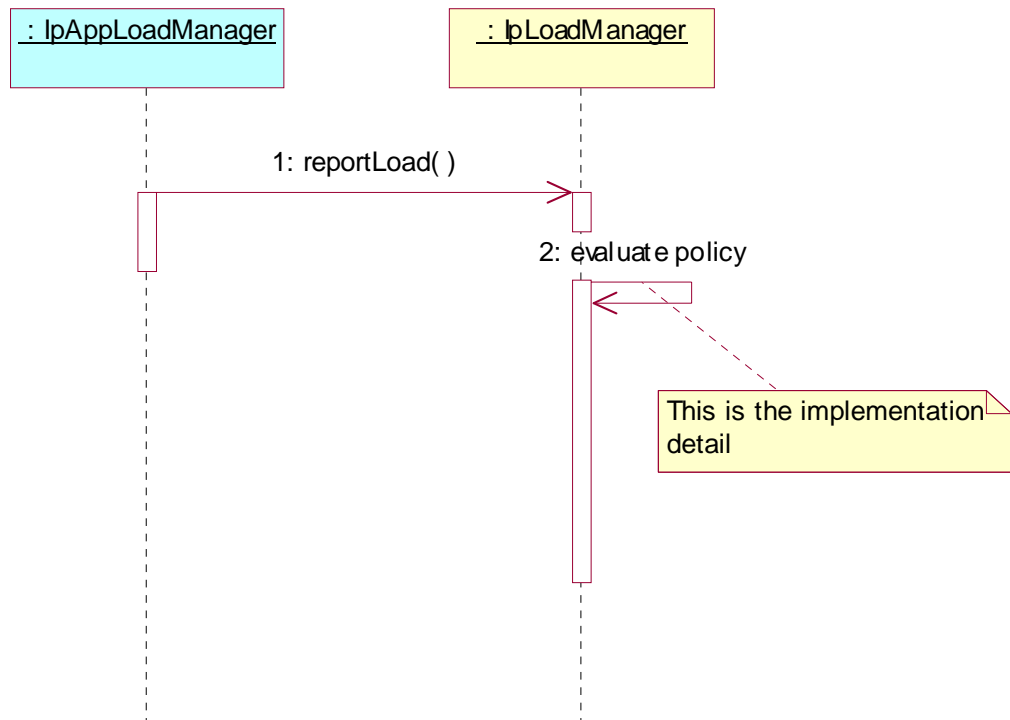 : IpAppLoadManager
: IpLoadManager
1: reportLoad( )
2: evaluate policy
This is the implementation
detail